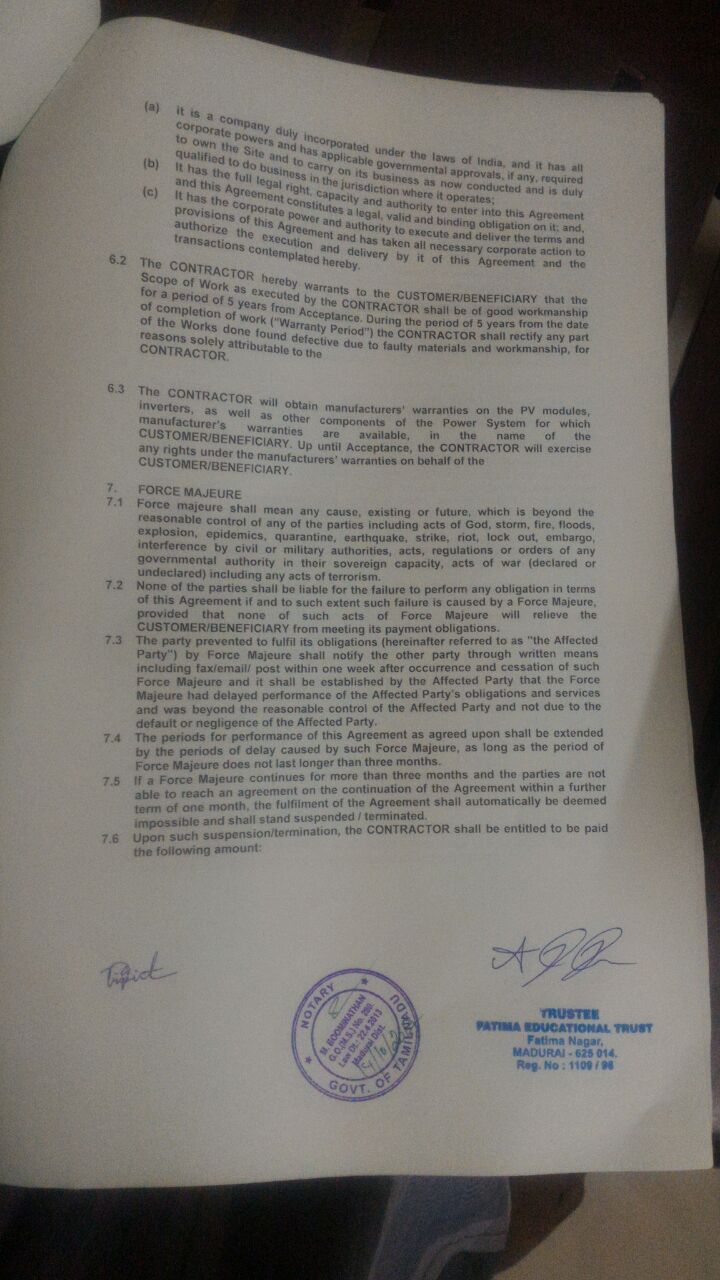 (a) it is a company duly incorporated under the laws of India, and it has all
corporate powers and has applicable governmental approvals, if any, required
to own the Site and to carry on its business as now conducted and is duly
qualified to do business in the jurisdiction where it operates;
(b) It has the full legal right, capacity and authority to enter into this Agreement
and this Agreement constitutes a legal, valid and binding obligation on it; and,
(c) It has the corporate power and authority to execute and deliver the terms and
provisions of this Agreement and has taken all necessary corporate action to
authorize the execution and delivery by it of this Agreement and the
transactions contemplated hereby.
6.2 The CONTRACTOR hereby warrants to the CUSTOMER/BENEFICIARY that the
Scope of Work as executed by the CONTRACTOR shall be of good workmanship
for a period of 5 years from Acceptance. During the period of 5 years from the date
of completion of work ("Warranty Period") the CONTRACTOR shall rectify any part
of the Works done found defective due to faulty materials and workmanship, for
reasons solely attributable to the
CONTRACTOR.
6.3 The CONTRACTOR will obtain manufacturers' warranties on the PV modules,
inverters, as well as other components of the Power System for which
manufacturer's warranties are available, in the name of the
CUSTOMER/BENEFICIARY. Up until Acceptance, the CONTRACTOR will exercise
any rights under the manufacturers' warranties on behalf of the
CUSTOMER/BENEFICIARY.
7. FORCE MAJEURE
7.1 Force majeure shall mean any cause, existing or future, which is beyond the
reasonable control of any of the parties including acts of God, storm, fire, floods,
explosion, epidemics, quarantine, earthquake, strike, riot, lock out, embargo,
interference by civil or military authorities, acts, regulations or orders of any
governmental authority in their sovereign capacity, acts of war (declared or
undeclared) including any acts of terrorism.
7.2 None of the parties shall be liable for the failure to perform any obligation in terms
of this Agreement if and to such extent such failure is caused by a Force Majeure,
provided that none of such acts of Force Majeure will relieve the
CUSTOMER/BENEFICIARY from meeting its payment obligations.
7.3 The party prevented to fulfil its obligations (hereinafter referred to as "the Affected
Party") by Force Majeure shall notify the other party through written means
including fax/email/ post within one week after occurrence and cessation of such
Force Majeure and it shall be established by the Affected Party that the Force
Majeure had delayed performance of the Affected Party's obligations and services
and was beyond the reasonable control of the Affected Party and not due to the
default or negligence of the Affected Party.
7.4 The periods for performance of this Agreement as agreed upon shall be extended
by the periods of delay caused by such Force Majeure, as long as the period of
Force Majeure does not last longer than three months.
7.5 If a Force Majeure continues for more than three months and the parties are not
able to reach an agreement on the continuation of the Agreement within a further
term of one month, the fulfilment of the Agreement shall automatically be deemed
impossible and shall stand suspended / terminated.
7.6 Upon such suspension/termination, the CONTRACTOR shall be entitled to be paid
the following amount:
NOTARY
M. BOOMINATHAN
G.O.(M.S.) No. 280.
Law Dt.: 22.4.2013
Madurai Dist.
GOVT. OF TAMIL NADU
TRUSTEE
FATIMA EDUCATIONAL TRUST
Fatima Nagar,
MADURAI - 625 014.
Reg. No : 1109 / 96